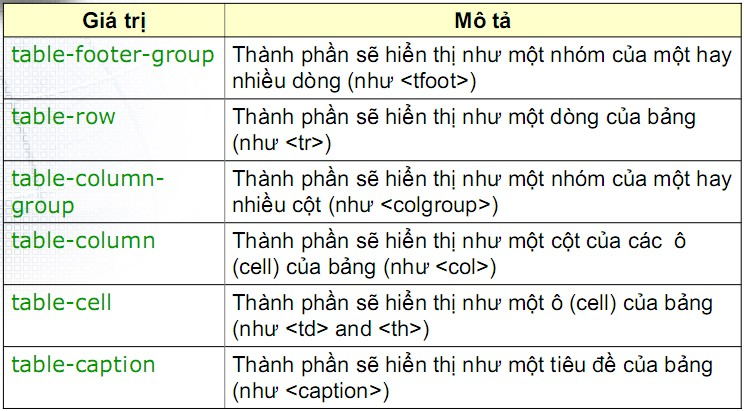 Giá trị Mô tả
table-footer-group Thành phần sẽ hiển thị như một nhóm của một hay
nhiều dòng (như <tfoot>)
table-row Thành phần sẽ hiển thị như một dòng của bảng
(như <tr>)
table-column- Thành phần sẽ hiển thị như một nhóm của một hay
group nhiều cột (như <colgroup>)
table-column Thành phần sẽ hiển thị như một cột của các ô
(cell) của bảng (như <col>)
table-cell Thành phần sẽ hiển thị như một ô (cell) của bảng
(như <td> and <th>)
table-caption Thành phần sẽ hiển thị như một tiêu đề của bảng
(như <caption>)